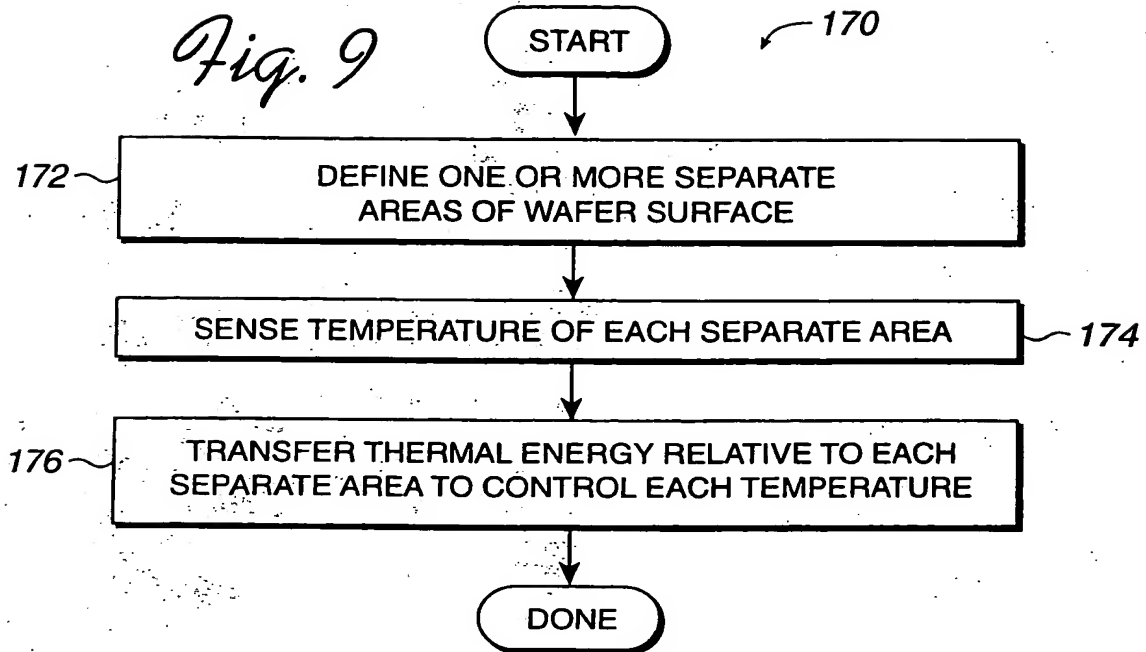 Fig. 9
START
170
172
DEFINE ONE OR MORE SEPARATE
AREAS OF WAFER SURFACE
SENSE TEMPERATURE OF EACH SEPARATE AREA
174
176
TRANSFER THERMAL ENERGY RELATIVE TO EACH
SEPARATE AREA TO CONTROL EACH TEMPERATURE
DONE